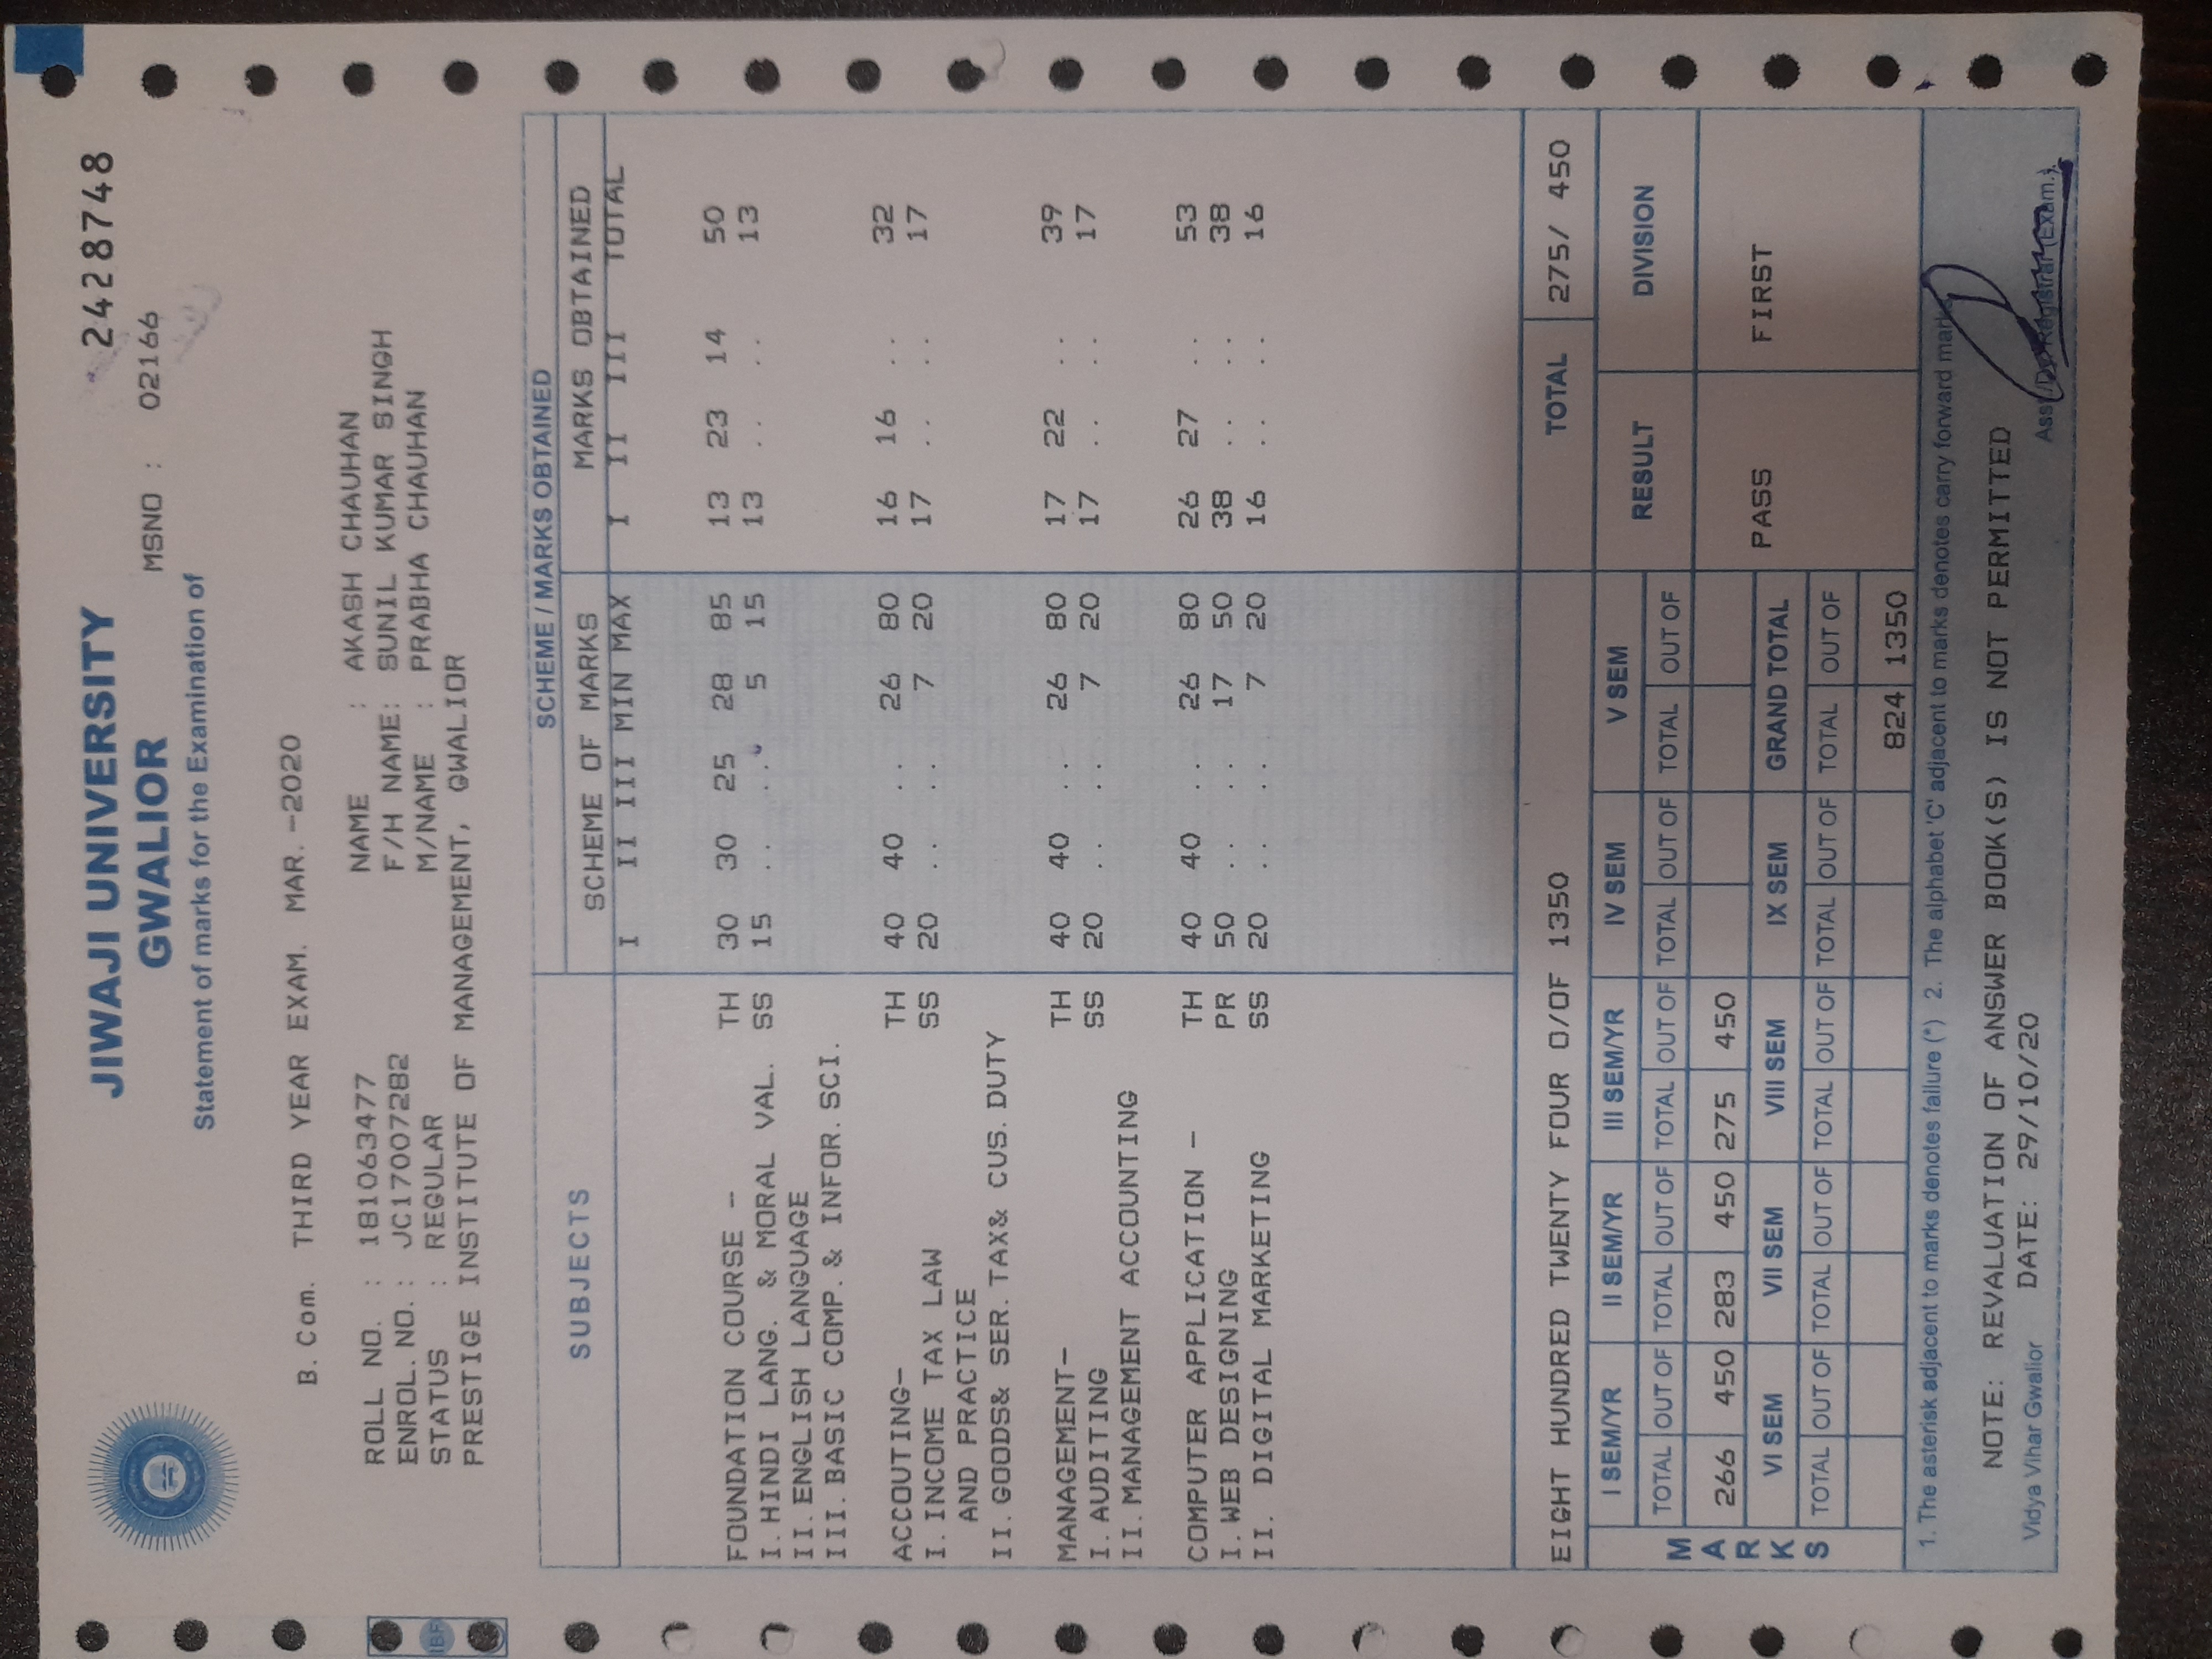 2428748
JIWAJI UNIVERSITY
GWALIOR
MSNO : 02166
Statement of marks for the Examination of
B.Com. THIRD YEAR EXAM. MAR.-2020
ROLL NO. : 181063477 NAME : AKASH CHAUHAN
ENROL.NO. : JC17007282 F/H NAME: SUNIL KUMAR SINGH
STATUS : REGULAR M/NAME : PRABHA CHAUHAN
PRESTIGE INSTITUTE OF MANAGEMENT, GWALIOR
IBF
SCHEME / MARKS OBTAINED
SUBJECTS SCHEME OF MARKS MARKS OBTAINED
I II III MIN MAX I II III TOTAL
FOUNDATION COURSE - TH 30 30 25 28 85 13 23 14 50
I.HINDI LANG. & MORAL VAL. SS 15 .. .. 5 15 13 .. .. 13
II.ENGLISH LANGUAGE
III.BASIC COMP.& INFOR.SCI.
ACCOUTING- TH 40 40 .. 26 80 16 16 .. 32
I.INCOME TAX LAW SS 20 .. .. 7 20 17 .. .. 17
AND PRACTICE
II.GOODS& SER.TAX& CUS.DUTY
MANAGEMENT- TH 40 40 .. 26 80 17 22 .. 39
I.AUDITING SS 20 .. .. 7 20 17 .. .. 17
II.MANAGEMENT ACCOUNTING
COMPUTER APPLICATION - TH 40 40 .. 26 80 26 27 .. 53
I.WEB DESIGNING PR 50 .. .. 17 50 38 .. .. 38
II. DIGITAL MARKETING SS 20 .. .. 7 20 16 .. .. 16
EIGHT HUNDRED TWENTY FOUR O/OF 1350 TOTAL 275/ 450
MARKS
I SEM/YR II SEM/YR III SEM/YR IV SEM V SEM RESULT DIVISION
TOTAL OUT OF TOTAL OUT OF TOTAL OUT OF TOTAL OUT OF TOTAL OUT OF
266 450 283 450 275 450
VI SEM VII SEM VIII SEM IX SEM GRAND TOTAL PASS FIRST
TOTAL OUT OF TOTAL OUT OF TOTAL OUT OF TOTAL OUT OF TOTAL OUT OF
824 1350
1. The asterisk adjacent to marks denotes failure (*) 2. The alphabet 'C' adjacent to marks denotes carry forward mark
NOTE: REVALUATION OF ANSWER BOOK(S) IS NOT PERMITTED
Vidya Vihar Gwalior DATE: 29/10/20 Asst./Dy. Registrar (Exam.)